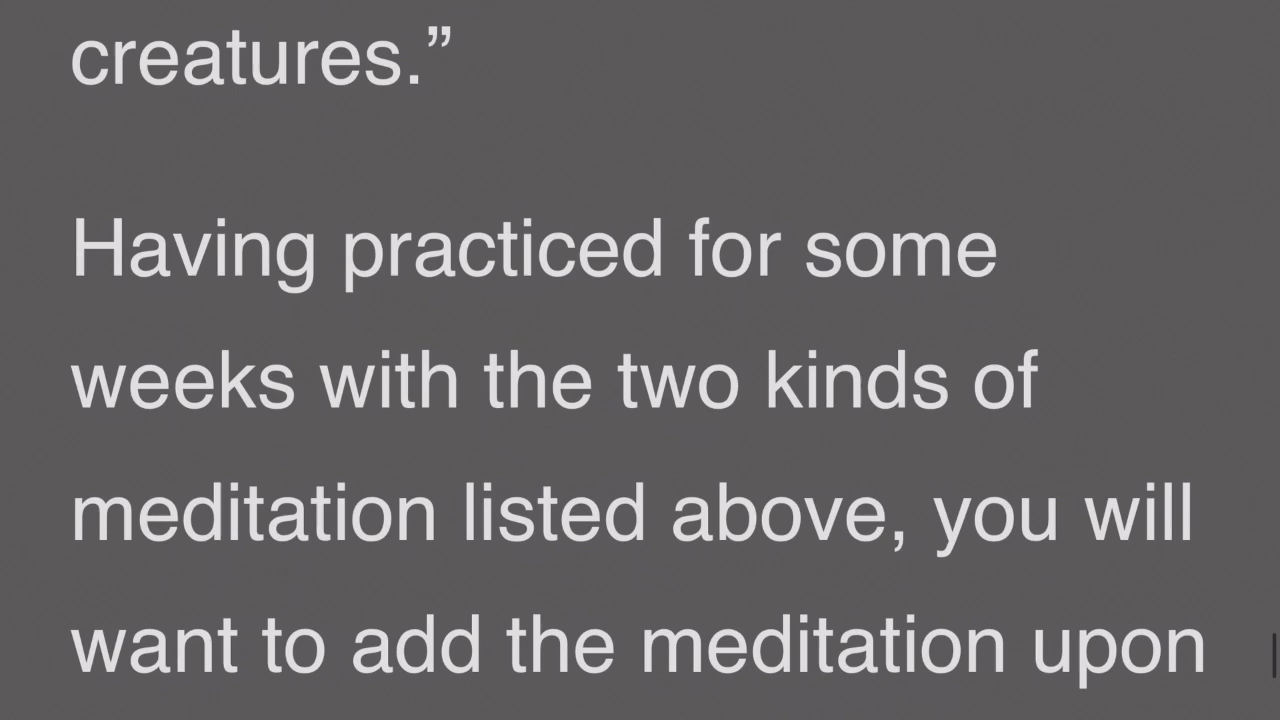 creatures.”
Having practiced for some
weeks with the two kinds of
meditation listed above, you will
want to add the meditation upon